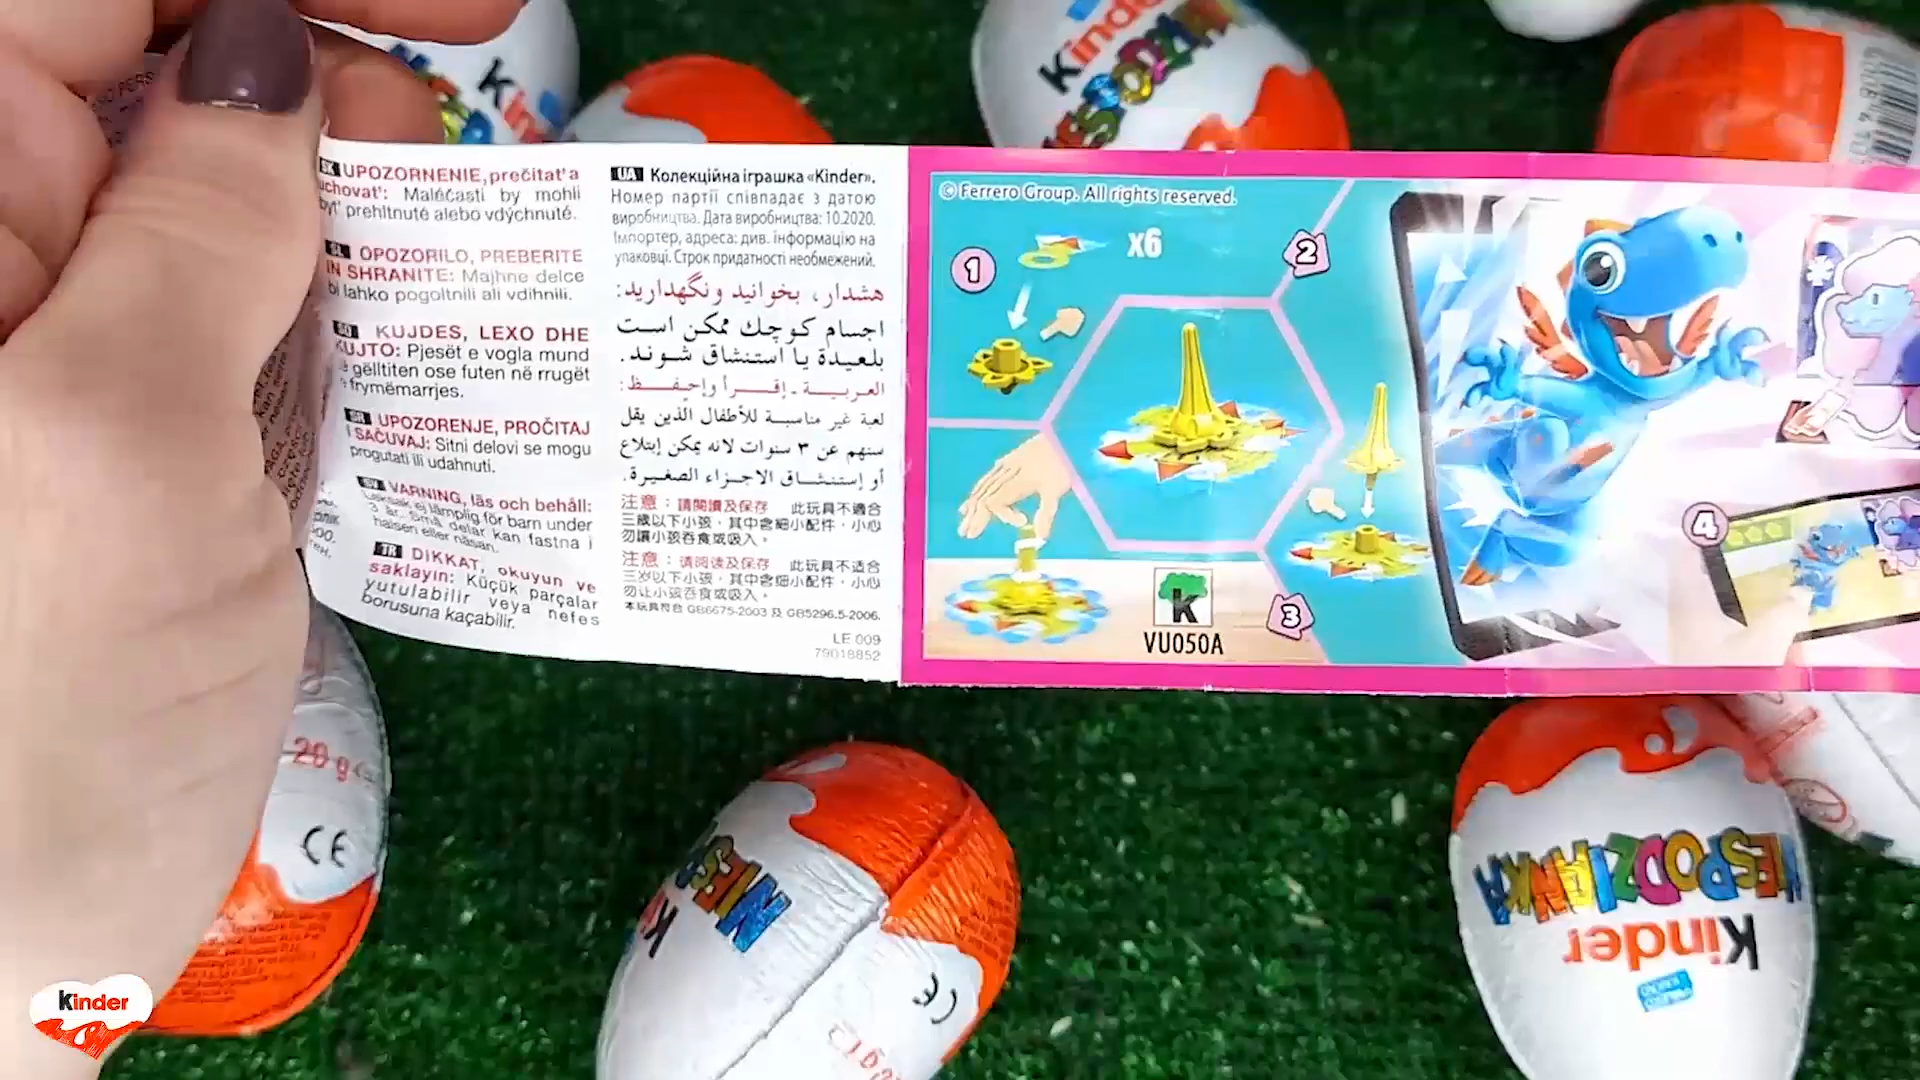 SK UPOZORNENIE, prečítať a
uchovať: Maléčasti by mohli
byť prehltnuté alebo vdýchnuté.
SL OPOZORILO, PREBERITE
IN SHRANITE: Majhne delce
bi lahko pogoltnili ali vdihnili.
SQ KUJDES, LEXO DHE
KUJTO: Pjesët e vogla mund
gëlltiten ose futen në rrugët
frymëmarrjes.
SR UPOZORENJE, PROČITAJ
I SAČUVAJ: Sitni delovi se mogu
progutati ili udahnuti.
SV VARNING, läs och behåll:
Leksak ej lämplig för barn under
3 år. Små delar kan fastna i
halsen eller näsan.
TR DIKKAT, okuyun ve
saklayın: Küçük parçalar
yutulabilir veya nefes
borusuna kaçabilir.
UA Колекційна іграшка «Kinder».
Номер партії співпадає з датою
виробництва. Дата виробництва: 10.2020.
Імпортер, адреса: див. інформацію на
упаковці. Строк придатності необмежений.
هشدار، بخوانید ونگهدارید:
اجسام کوچك ممکن است
بلعیدة یا استنشاق شوند.
العربية - إقرأ وإحفظ:
لعبة غير مناسبة للأطفال الذين يقل
سنهم عن ٣ سنوات لانه يمكن إبتلاع
أو إستنشاق الاجزاء الصغيرة.
注意：請閱讀及保存 此玩具不適合
三歲以下小孩，其中含細小配件，小心
勿讓小孩吞食或吸入。
注意：请阅读及保存 此玩具不适合
三岁以下小孩，其中含细小配件，小心
勿让小孩吞食或吸入。
本玩具符合 GB6675-2003 及 GB5296.5-2006.
LE 009
79018852
© Ferrero Group. All rights reserved.
1
x6
2
3
4
K
VU050A
Kinder
Kinder
20 g
CE
K
NIES
CE
NIESPODZIANKA
Kinder
Kinder